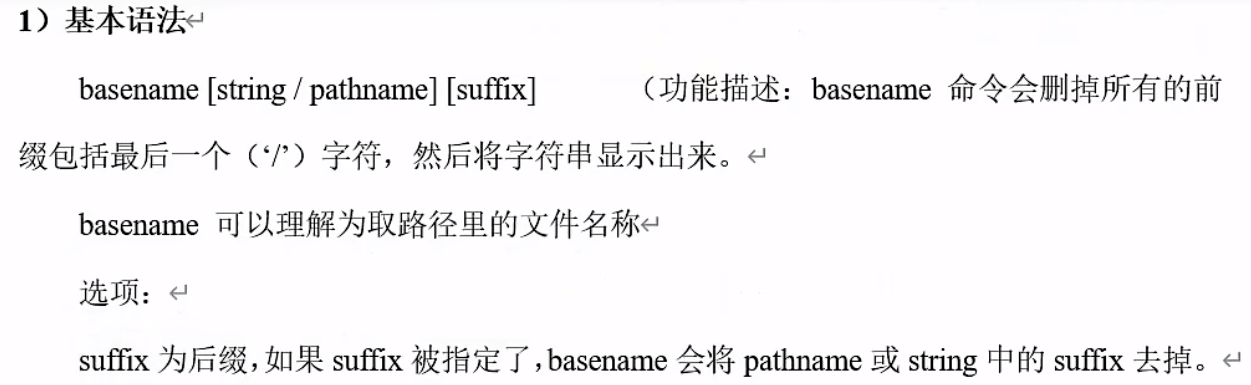 1）基本语法↵
basename [string / pathname] [suffix] （功能描述：basename 命令会删掉所有的前
缀包括最后一个（‘/’）字符，然后将字符串显示出来。↵
basename 可以理解为取路径里的文件名称↵
选项：↵
suffix 为后缀，如果 suffix 被指定了，basename 会将 pathname 或 string 中的 suffix 去掉。↵